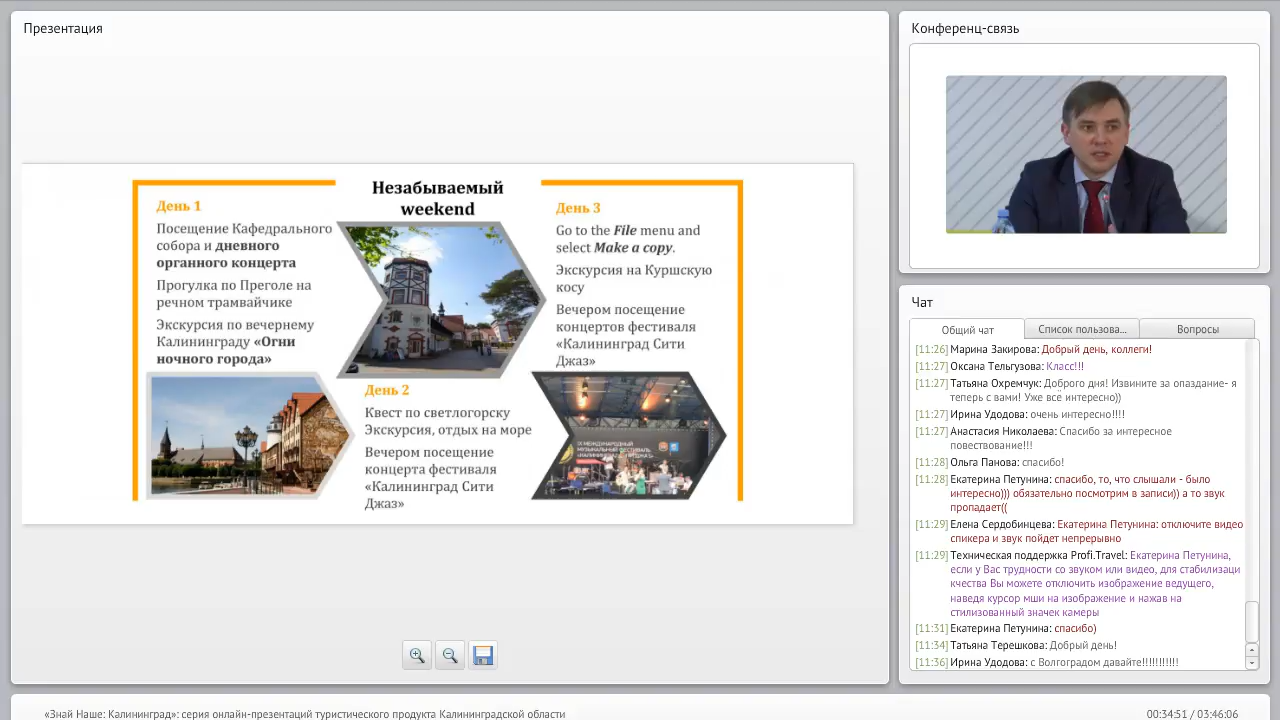 Презентация
Незабываемый
weekend
День 1
Посещение Кафедрального
собора и дневного
органного концерта
Прогулка по Преголе на
речном трамвайчике
Экскурсия по вечернему
Калининграду «Огни
ночного города»
День 2
Квест по светлогорску
Экскурсия, отдых на море
Вечером посещение
концерта фестиваля
«Калининград Сити
Джаз»
День 3
Go to the File menu and
select Make a copy.
Экскурсия на Куршскую
косу
Вечером посещение
концертов фестиваля
«Калининград Сити
Джаз»
IX МЕЖДУНАРОДНЫЙ
МУЗЫКАЛЬНЫЙ ФЕСТИВАЛЬ
Конференц-связь
Чат
Общий чат
Список пользова...
Вопросы
[11:26] Марина Закирова: Добрый день, коллеги!
[11:27] Оксана Тельгузова: Класс!!!
[11:27] Татьяна Охремчук: Доброго дня! Извините за опаздание- я
теперь с вами! Уже всё интересно))
[11:27] Ирина Удодова: очень интересно!!!!
[11:27] Анастасия Николаева: Спасибо за интересное
повествование!!!
[11:28] Ольга Панова: спасибо!
[11:28] Екатерина Петунина: спасибо, то, что слышали - было
интересно))) обязательно посмотрим в записи)) а то звук
пропадает((
[11:29] Елена Сердобинцева: Екатерина Петунина: отключите видео
спикера и звук пойдет непрерывно
[11:29] Техническая поддержка Profi.Travel: Екатерина Петунина,
если у Вас трудности со звуком или видео, для стабилизаци
кчества Вы можете отключить изображение ведущего,
наведя курсор мши на изображение и нажав на
стилизованный значек камеры
[11:31] Екатерина Петунина: спасибо)
[11:34] Татьяна Терешкова: Добрый день!
[11:36] Ирина Удодова: с Волгоградом давайте!!!!!!!!!!!
«Знай Наше: Калининград»: серия онлайн-презентаций туристического продукта Калининградской области
00:34:51 / 03:46:06